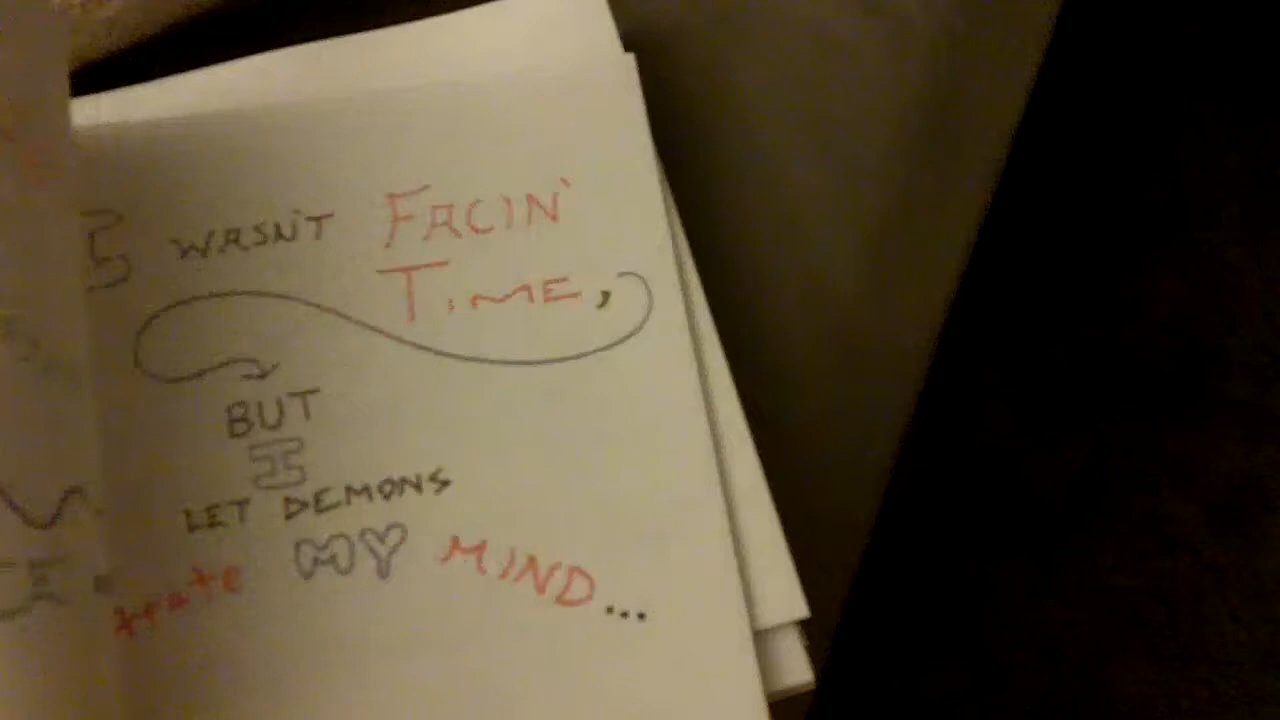 I WASN'T FACIN'
TIME,
BUT
I
LET DEMONS
MY MIND...